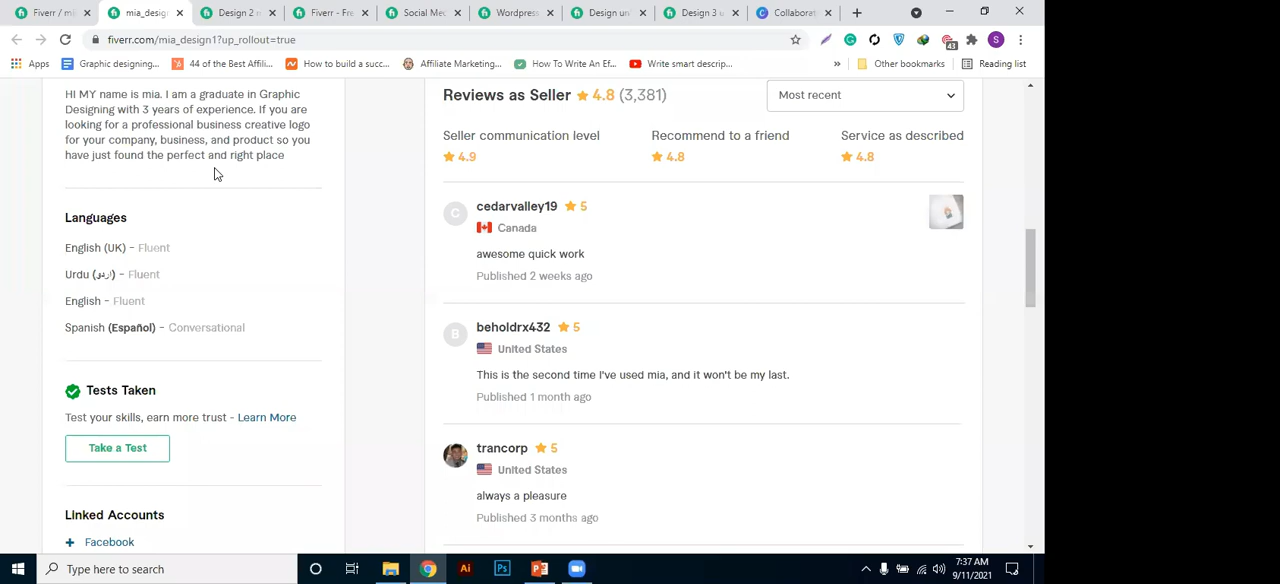 Fiverr / mi
mia_desig
Design 2
Fiverr - Fre
Social Mec
Wordpress
Design un
Design 3 u
Collaborat
fiverr.com/mia_design1?up_rollout=true
43
S
Apps
Graphic designing...
44 of the Best Affili...
How to build a succ...
Affiliate Marketing...
How To Write An Ef...
Write smart descrip...
»
Other bookmarks
Reading list
HI MY name is mia. I am a graduate in Graphic
Designing with 3 years of experience. If you are
looking for a professional business creative logo
for your company, business, and product so you
have just found the perfect and right place
Languages
English (UK) - Fluent
Urdu (اردو) - Fluent
English - Fluent
Spanish (Español) - Conversational
Tests Taken
Test your skills, earn more trust - Learn More
Take a Test
Linked Accounts
+ Facebook
Reviews as Seller 4.8 (3,381)
Most recent
Seller communication level
4.9
Recommend to a friend
4.8
Service as described
4.8
C
cedarvalley19 5
Canada
awesome quick work
Published 2 weeks ago
B
beholdrx432 5
United States
This is the second time I've used mia, and it won't be my last.
Published 1 month ago
trancorp 5
United States
always a pleasure
Published 3 months ago
Type here to search
Ai
Ps
7:37 AM
9/11/2021